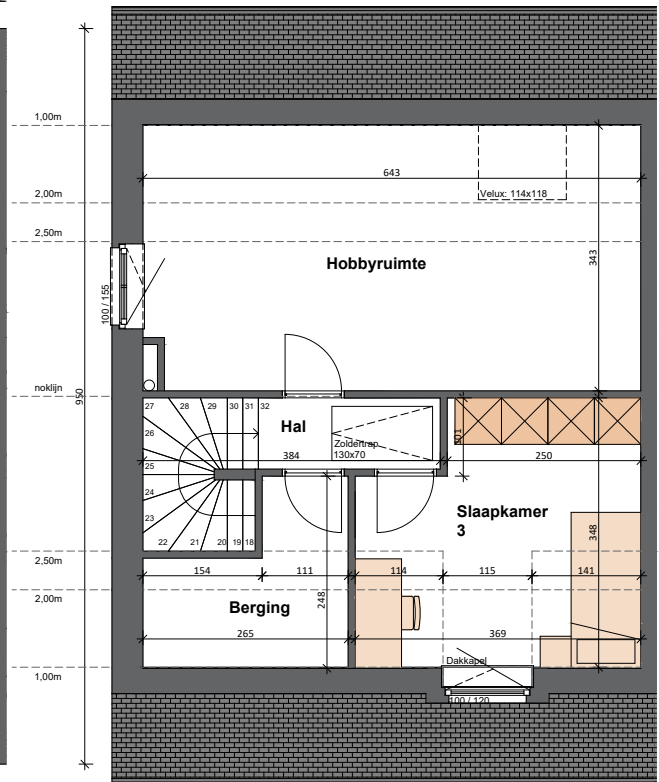 1,00m
643
2,00m
Velux: 114x118
2,50m
Hobbyruimte
343
100 / 155
noklijn
950
27 28 29 30 31 32
26
25
24
23
22 21 20 19 18
Hal
Zoldertrap
130x70
384
101
250
Slaapkamer
3
348
2,50m
154 111 114 115 141
2,00m
Berging
248
265 369
Dakkapel
1,00m
100 / 120